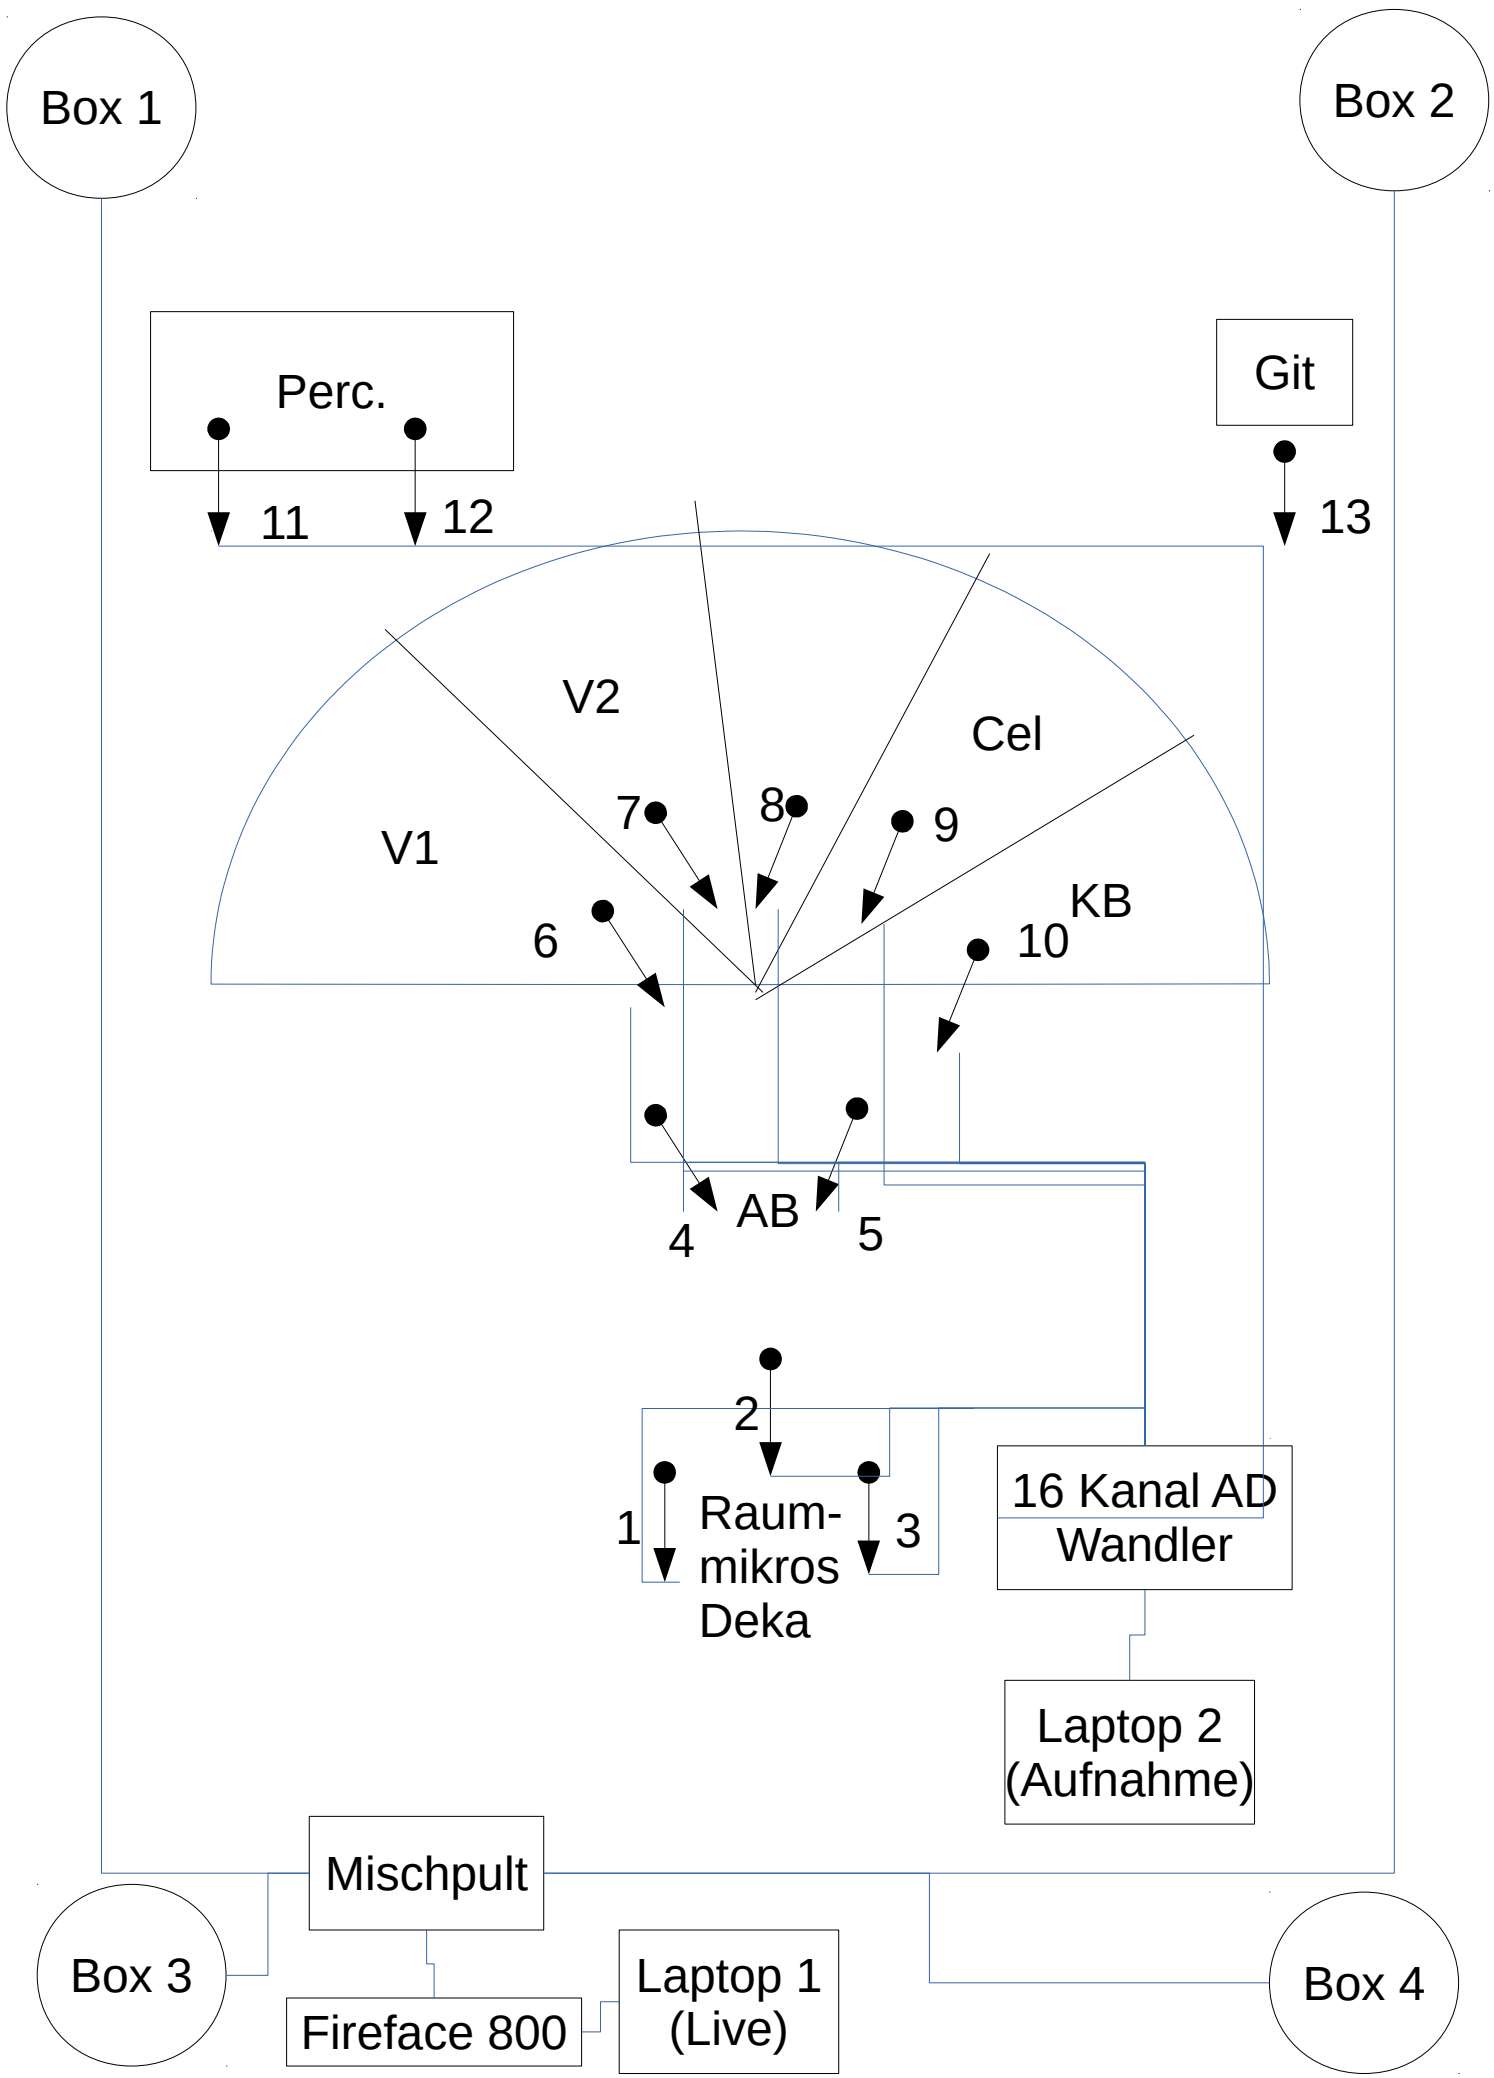 Box 1
Box 2
Perc.
Git
11
12
13
V2
Cel
7
8
9
V1
KB
6
10
AB
4
5
2
1
Raum-
mikros
Deka
3
16 Kanal AD
Wandler
Laptop 2
(Aufnahme)
Mischpult
Box 3
Laptop 1
(Live)
Box 4
Fireface 800